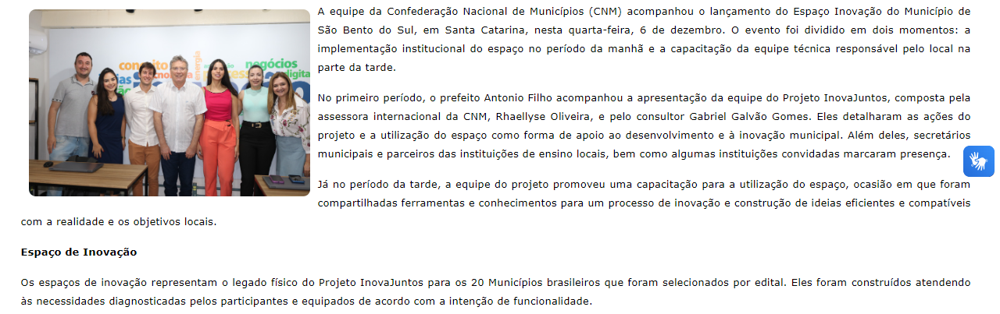 A equipe da Confederação Nacional de Municípios (CNM) acompanhou o lançamento do Espaço Inovação do Município de
São Bento do Sul, em Santa Catarina, nesta quarta-feira, 6 de dezembro. O evento foi dividido em dois momentos: a
implementação institucional do espaço no período da manhã e a capacitação da equipe técnica responsável pelo local na
parte da tarde.
conceito
energia
negócios
digita
No primeiro período, o prefeito Antonio Filho acompanhou a apresentação da equipe do Projeto InovaJuntos, composta pela
assessora internacional da CNM, Rhaellyse Oliveira, e pelo consultor Gabriel Galvão Gomes. Eles detalharam as ações do
projeto e a utilização do espaço como forma de apoio ao desenvolvimento e à inovação municipal. Além deles, secretários
municipais e parceiros das instituições de ensino locais, bem como algumas instituições convidadas marcaram presença.
Já no período da tarde, a equipe do projeto promoveu uma capacitação para a utilização do espaço, ocasião em que foram
compartilhadas ferramentas e conhecimentos para um processo de inovação e construção de ideias eficientes e compatíveis
com a realidade e os objetivos locais.
Espaço de Inovação
Os espaços de inovação representam o legado físico do Projeto InovaJuntos para os 20 Municípios brasileiros que foram selecionados por edital. Eles foram construídos atendendo
às necessidades diagnosticadas pelos participantes e equipados de acordo com a intenção de funcionalidade.